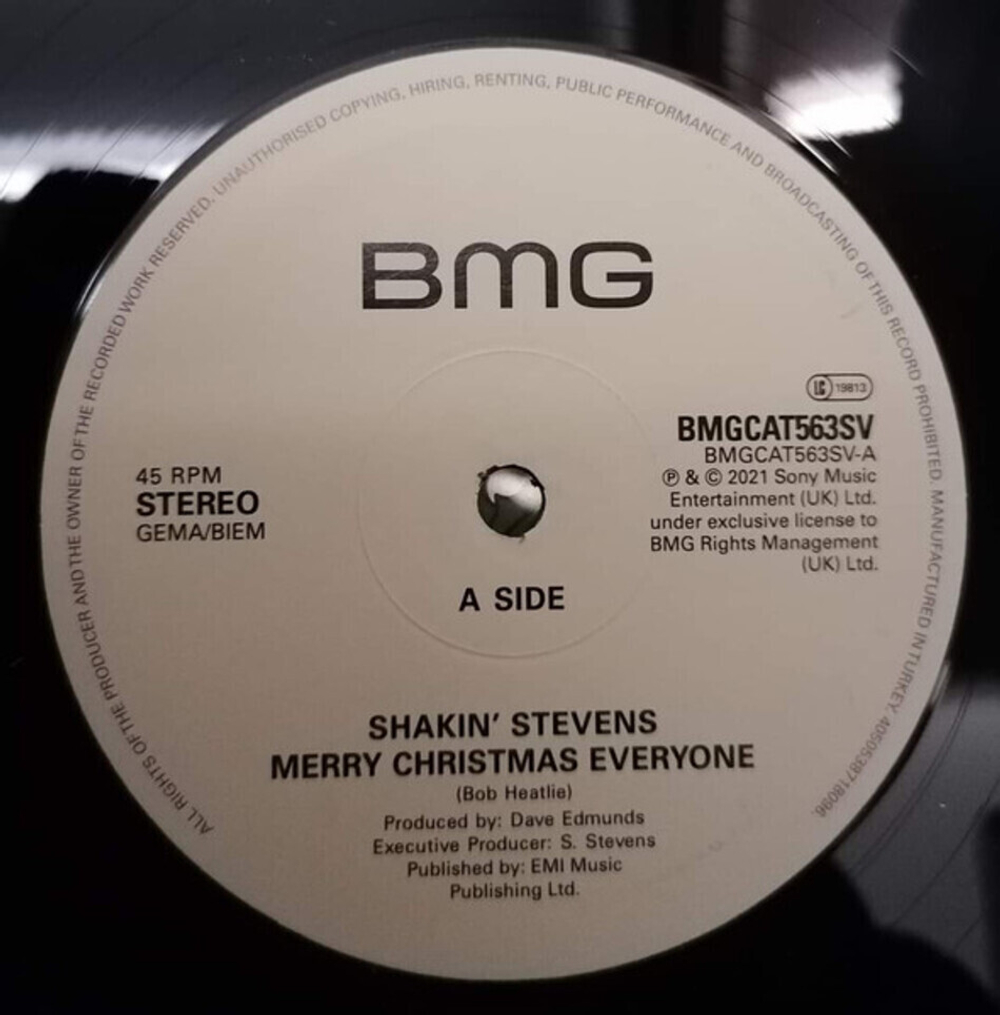 ALL RIGHTS OF THE PRODUCER AND THE OWNER OF THE RECORDED WORK RESERVED. UNAUTHORISED COPYING, HIRING, RENTING, PUBLIC PERFORMANCE AND BROADCASTING OF THIS RECORD PROHIBITED. MANUFACTURED IN TURKEY. 4050538718096.
BMG
LC 19813
BMGCAT563SV
BMGCAT563SV-A
℗ & © 2021 Sony Music
Entertainment (UK) Ltd.
under exclusive license to
BMG Rights Management
(UK) Ltd.
45 RPM
STEREO
GEMA/BIEM
A SIDE
SHAKIN’ STEVENS
MERRY CHRISTMAS EVERYONE
(Bob Heatlie)
Produced by: Dave Edmunds
Executive Producer: S. Stevens
Published by: EMI Music
Publishing Ltd.